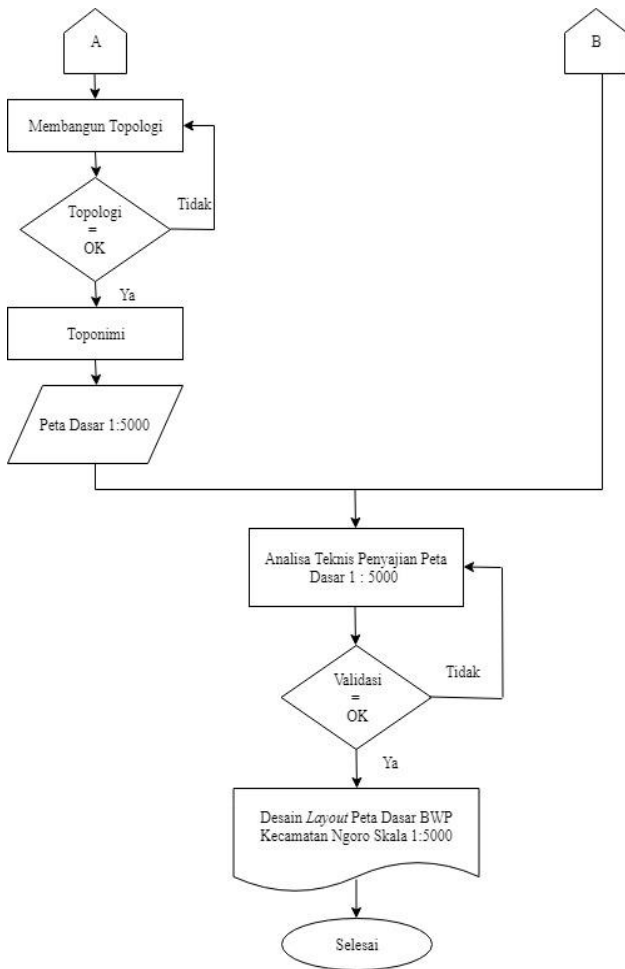 A
B
Membangun Topologi
Topologi
=
OK
Tidak
Ya
Toponimi
Peta Dasar 1:5000
Analisa Teknis Penyajian Peta
Dasar 1 : 5000
Validasi
=
OK
Tidak
Ya
Desain Layout Peta Dasar BWP
Kecamatan Ngoro Skala 1:5000
Selesai